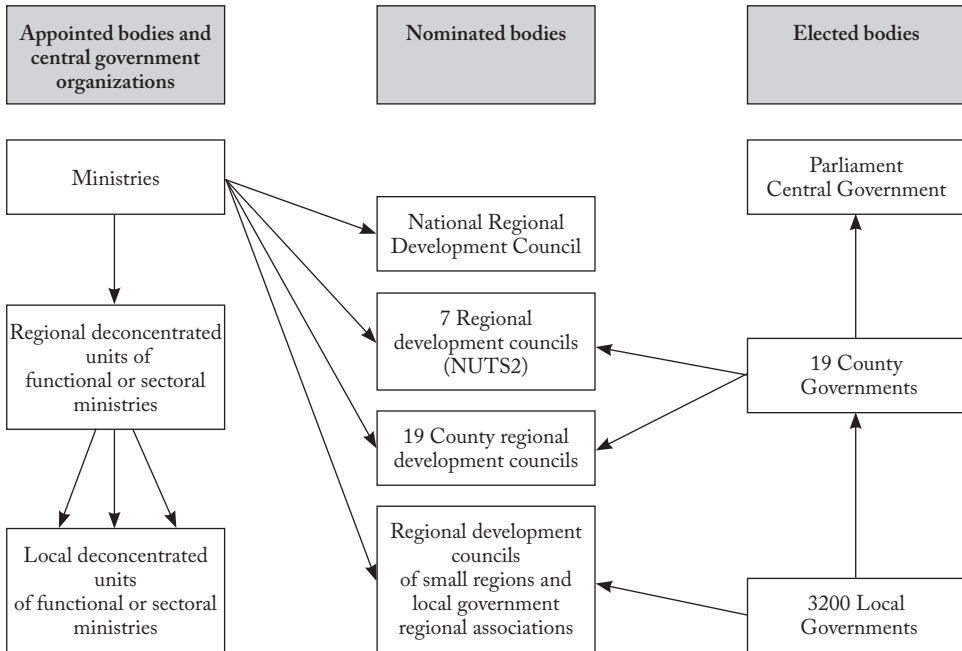 Appointed bodies and
central government
organizations
Nominated bodies
Elected bodies
Ministries
Parliament
Central Government
National Regional
Development Council
Regional deconcentrated
units of
functional or sectoral
ministries
7 Regional
development councils
(NUTS2)
19 County
Governments
19 County regional
development councils
Local deconcentrated
units
of functional or sectoral
ministries
Regional development
councils
of small regions and
local government
regional associations
3200 Local
Governments